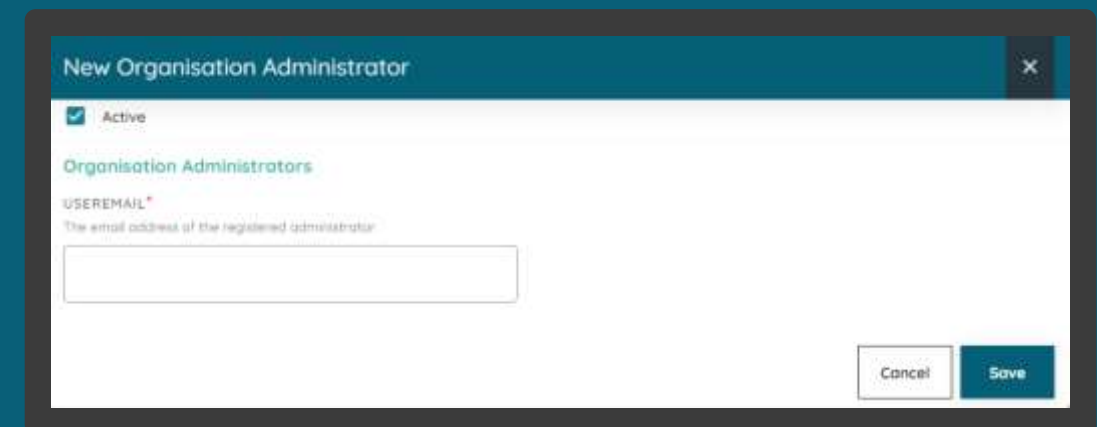 New Organisation Administrator
×
Active
Organisation Administrators
USEREMAIL*
The email address of the registered administrator
Cancel
Save